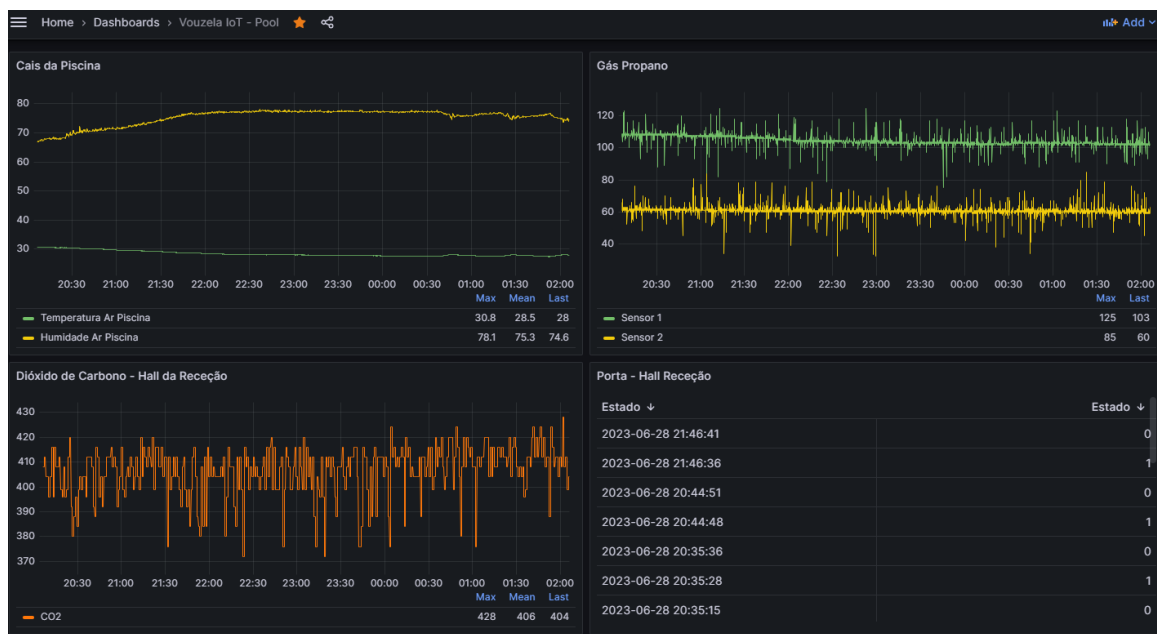 Home › Dashboards › Vouzela IoT - Pool
Add
Cais da Piscina
80
70
60
50
40
30
20:30 21:00 21:30 22:00 22:30 23:00 23:30 00:00 00:30 01:00 01:30 02:00
Max Mean Last
Temperatura Ar Piscina 30.8 28.5 28
Humidade Ar Piscina 78.1 75.3 74.6
Gás Propano
120
100
80
60
40
20:30 21:00 21:30 22:00 22:30 23:00 23:30 00:00 00:30 01:00 01:30 02:00
Max Last
Sensor 1 125 103
Sensor 2 85 60
Dióxido de Carbono - Hall da Receção
430
420
410
400
390
380
370
20:30 21:00 21:30 22:00 22:30 23:00 23:30 00:00 00:30 01:00 01:30 02:00
Max Mean Last
CO2 428 406 404
Porta - Hall Receção
Estado ↓ Estado ↓
2023-06-28 21:46:41 0
2023-06-28 21:46:36 1
2023-06-28 20:44:51 0
2023-06-28 20:44:48 1
2023-06-28 20:35:36 0
2023-06-28 20:35:28 1
2023-06-28 20:35:15 0